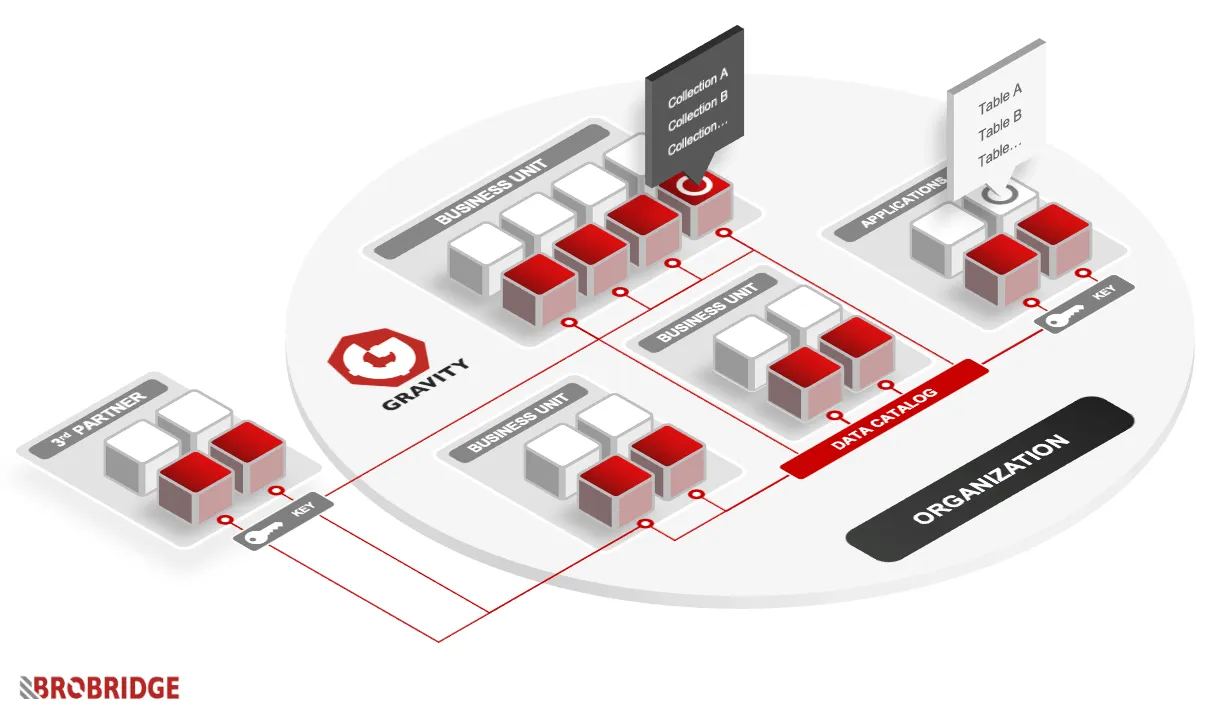 Collection A
Collection B
Collection...
Table A
Table B
Table...
BUSINESS UNIT
APPLICATIONS
KEY
BUSINESS UNIT
GRAVITY
BUSINESS UNIT
DATA CATALOG
3rd PARTNER
KEY
ORGANIZATION
BROBRIDGE